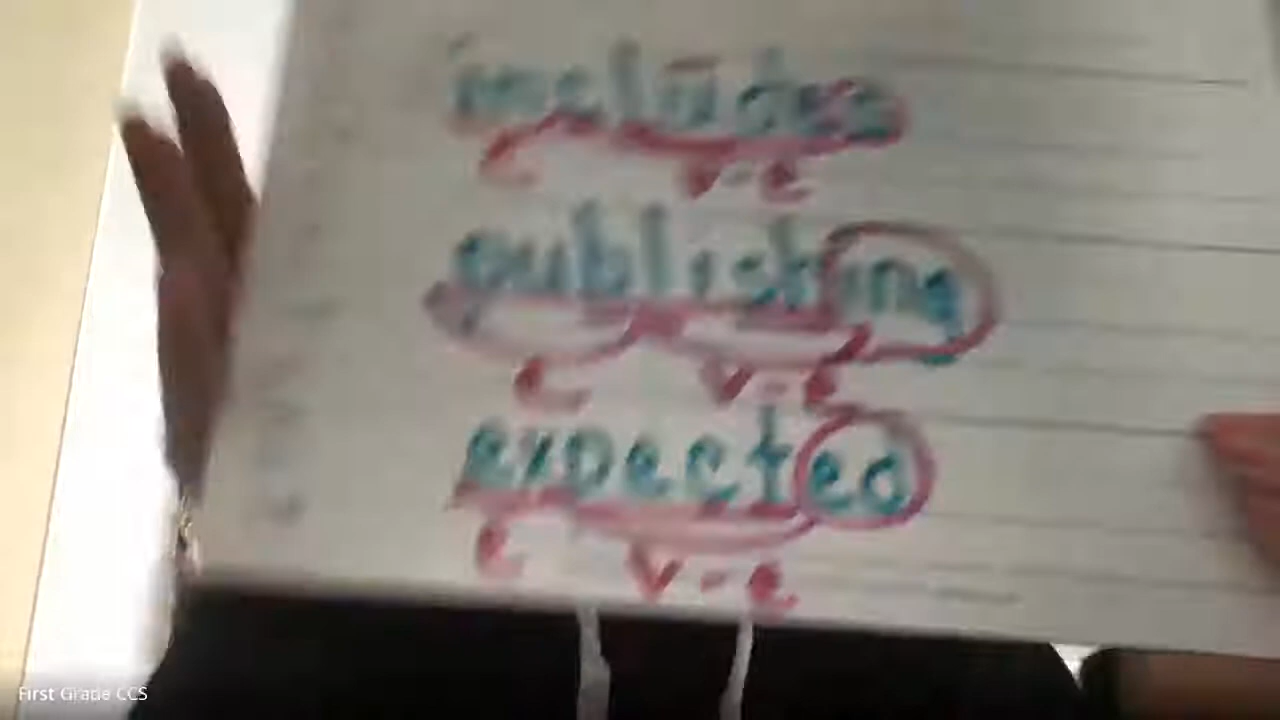 includes
c v-e
publishing
c v-e
expected
c v-e
First Grade CCS